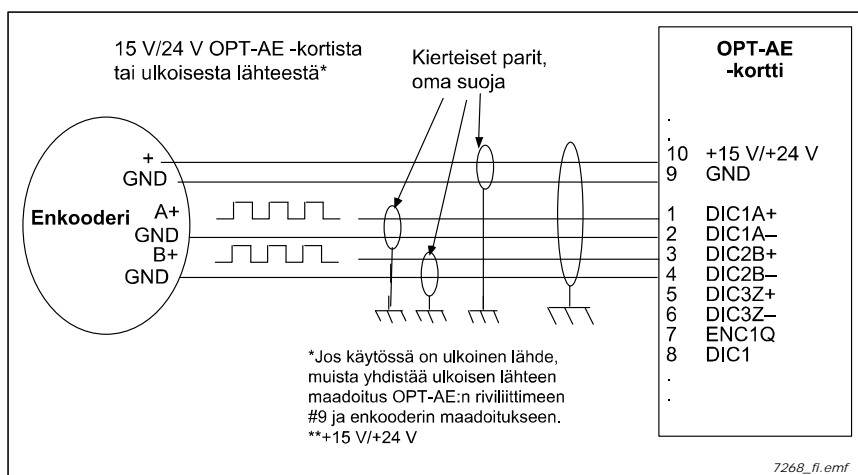 15 V/24 V OPT-AE -kortista
tai ulkoisesta lähteestä*
Kierteiset parit,
oma suoja
OPT-AE
-kortti
.
.
Enkooderi
+
GND
A+
GND
B+
GND
10 +15 V/+24 V
9 GND
1 DIC1A+
2 DIC1A–
3 DIC2B+
4 DIC2B–
5 DIC3Z+
6 DIC3Z–
7 ENC1Q
8 DIC1
.
.
*Jos käytössä on ulkoinen lähde,
muista yhdistää ulkoisen lähteen
maadoitus OPT-AE:n riviliittimeen
#9 ja enkooderin maadoitukseen.
**+15 V/+24 V
7268_fi.emf